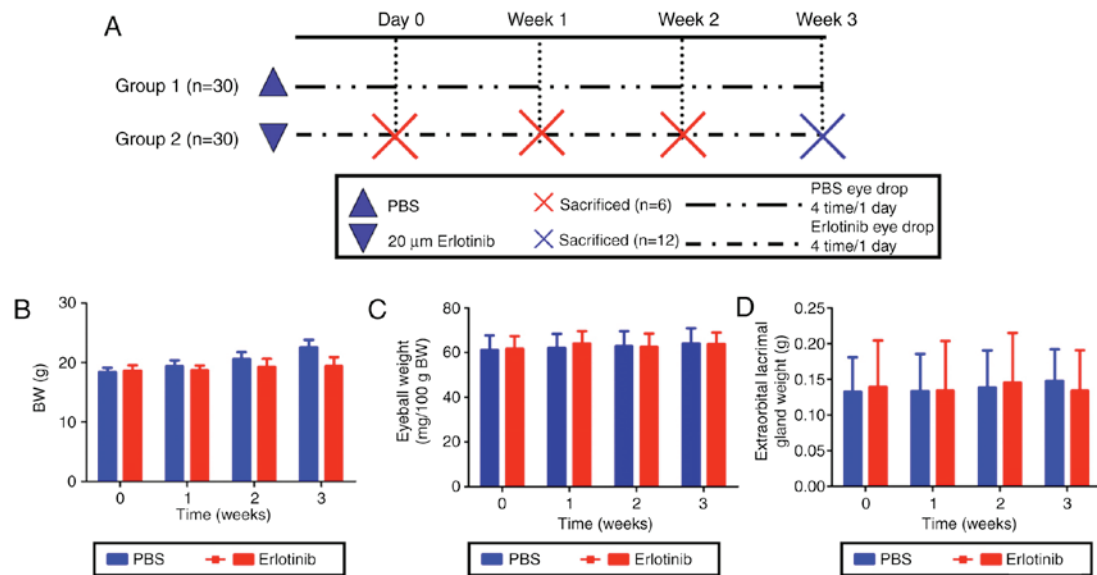 A
Day 0 Week 1 Week 2 Week 3
Group 1 (n=30)
Group 2 (n=30)
PBS Sacrificed (n=6) PBS eye drop
4 time/1 day
20 μm Erlotinib Sacrificed (n=12) Erlotinib eye drop
4 time/1 day
B
30
20
10
0
BW (g)
0 1 2 3
Time (weeks)
PBS Erlotinib
C
80
60
40
20
0
Eyeball weight
(mg/100 g BW)
0 1 2 3
Time (weeks)
PBS Erlotinib
D
0.25
0.20
0.15
0.10
0.05
0.00
Extraorbital lacrimal
gland weight (g)
0 1 2 3
Time (weeks)
PBS Erlotinib